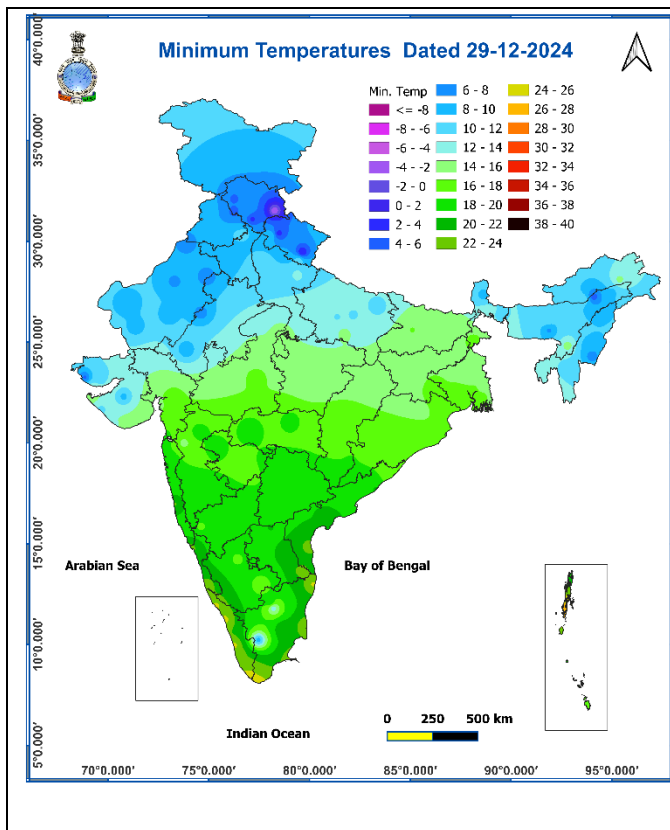 Minimum Temperatures Dated 29-12-2024
Min. Temp
<= -8
-8 - -6
-6 - -4
-4 - -2
-2 - 0
0 - 2
2 - 4
4 - 6
6 - 8
8 - 10
10 - 12
12 - 14
14 - 16
16 - 18
18 - 20
20 - 22
22 - 24
24 - 26
26 - 28
28 - 30
30 - 32
32 - 34
34 - 36
36 - 38
38 - 40
40°0.000'
35°0.000'
30°0.000'
25°0.000'
20°0.000'
15°0.000'
10°0.000'
5°0.000'
Arabian Sea
Bay of Bengal
Indian Ocean
0 250 500 km
70°0.000' 75°0.000' 80°0.000' 90°0.000' 95°0.000'